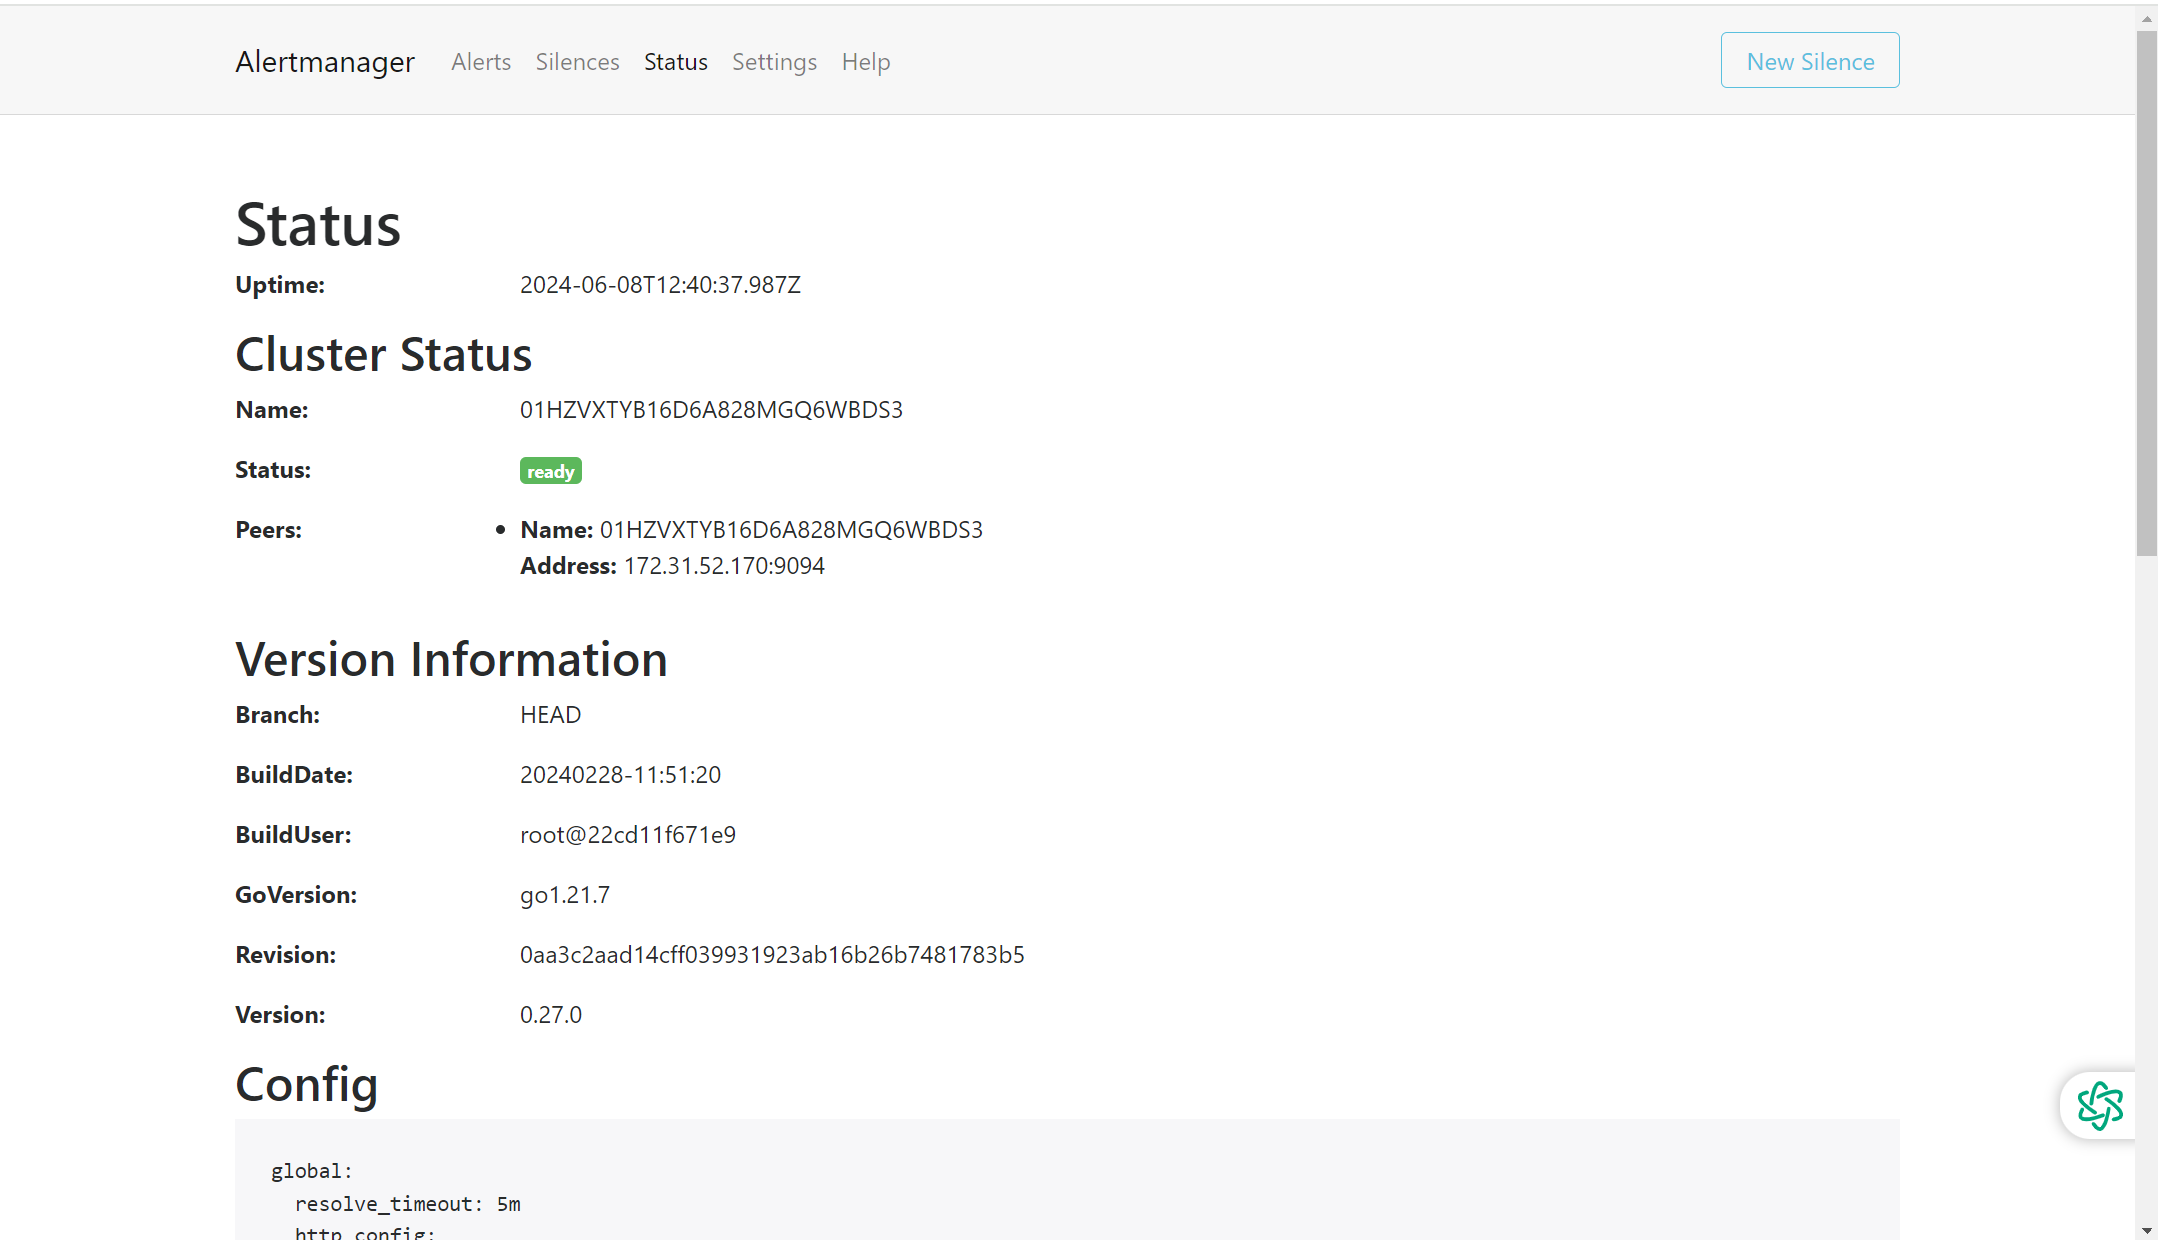 Alertmanager Alerts Silences Status Settings Help New Silence
Status
Uptime: 2024-06-08T12:40:37.987Z
Cluster Status
Name: 01HZVXTYB16D6A828MGQ6WBDS3
Status: ready
Peers: • Name: 01HZVXTYB16D6A828MGQ6WBDS3
Address: 172.31.52.170:9094
Version Information
Branch: HEAD
BuildDate: 20240228-11:51:20
BuildUser: root@22cd11f671e9
GoVersion: go1.21.7
Revision: 0aa3c2aad14cff039931923ab16b26b7481783b5
Version: 0.27.0
Config
global:
  resolve_timeout: 5m
  http_config: